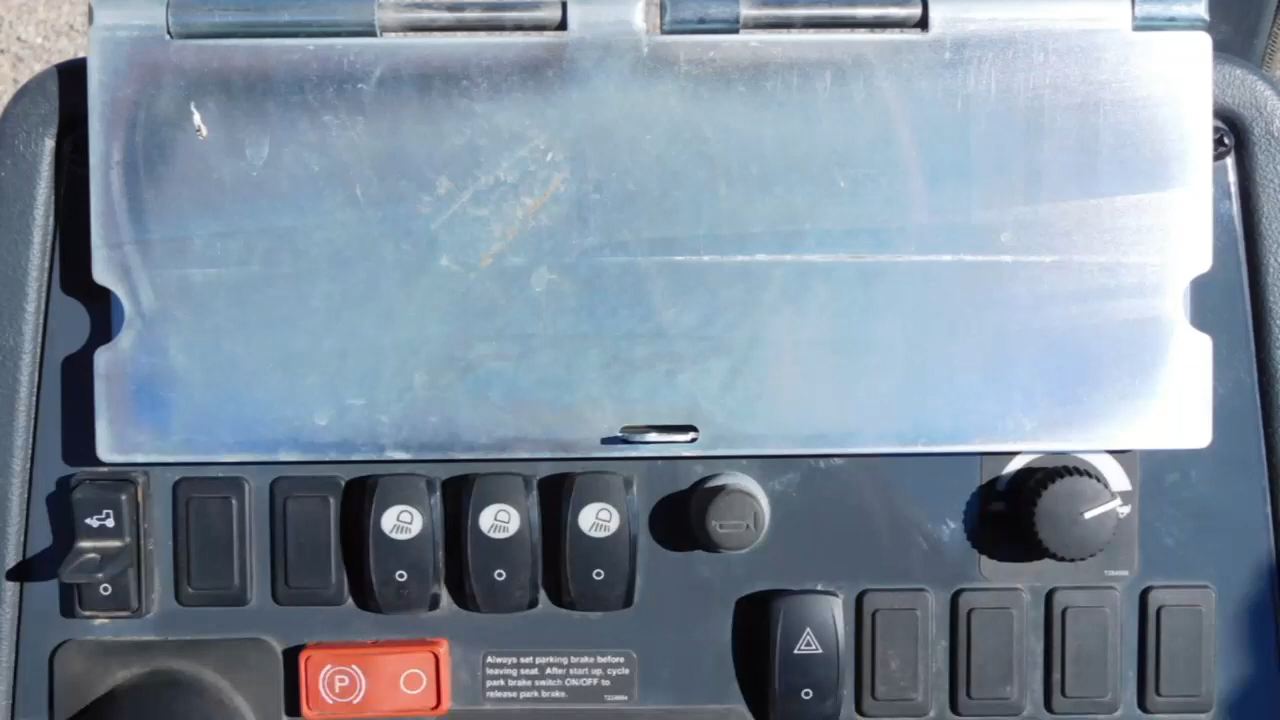 P
Always set parking brake before
leaving seat. After start up, cycle
park brake switch ON/OFF to
release park brake.